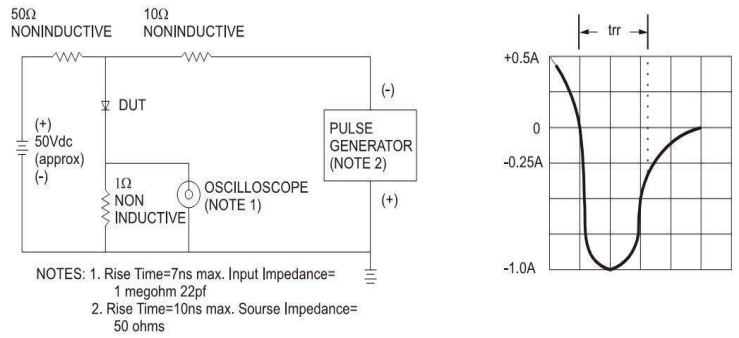 50Ω
NONINDUCTIVE
10Ω
NONINDUCTIVE
DUT
(+)
50Vdc
(approx)
(-)
1Ω
NON
INDUCTIVE
OSCILLOSCOPE
(NOTE 1)
(-)
PULSE
GENERATOR
(NOTE 2)
(+)
NOTES: 1. Rise Time=7ns max. Input Impedance=
1 megohm 22pf
2. Rise Time=10ns max. Sourse Impedance=
50 ohms
trr
+0.5A
0
-0.25A
-1.0A